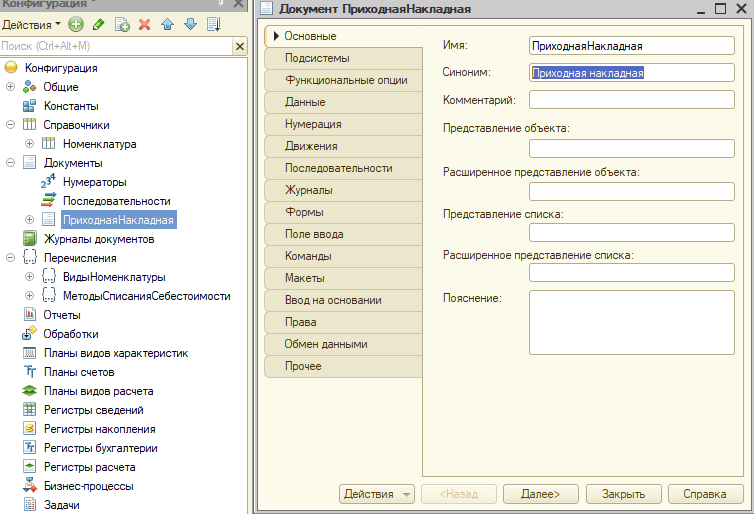 Конфигурация
Действия
Поиск (Ctrl+Alt+M)
Конфигурация
Общие
Константы
Справочники
Номенклатура
Документы
Нумераторы
Последовательности
ПриходнаяНакладная
Журналы документов
Перечисления
ВидыНоменклатуры
МетодыСписанияСебестоимости
Отчеты
Обработки
Планы видов характеристик
Планы счетов
Планы видов расчета
Регистры сведений
Регистры накопления
Регистры бухгалтерии
Регистры расчета
Бизнес-процессы
Задачи
Документ ПриходнаяНакладная
Основные
Подсистемы
Функциональные опции
Данные
Нумерация
Движения
Последовательности
Журналы
Формы
Поле ввода
Команды
Макеты
Ввод на основании
Права
Обмен данными
Прочее
Имя: ПриходнаяНакладная
Синоним: Приходная накладная
Комментарий:
Представление объекта:
Расширенное представление объекта:
Представление списка:
Расширенное представление списка:
Пояснение:
Действия <Назад Далее> Закрыть Справка